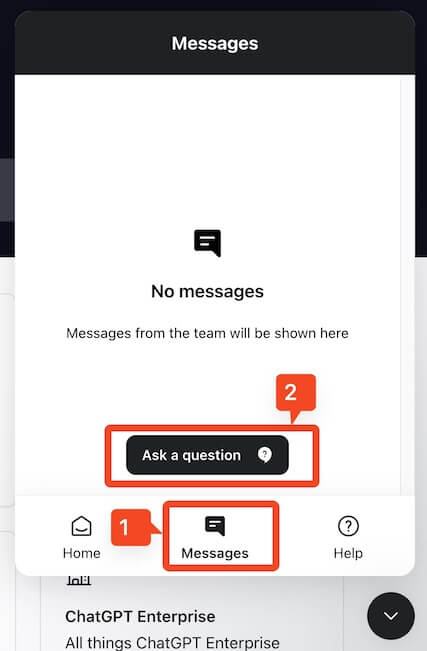 Messages
No messages
Messages from the team will be shown here
2
Ask a question
?
1
Home
Messages
?
Help
ChatGPT Enterprise
All things ChatGPT Enterprise